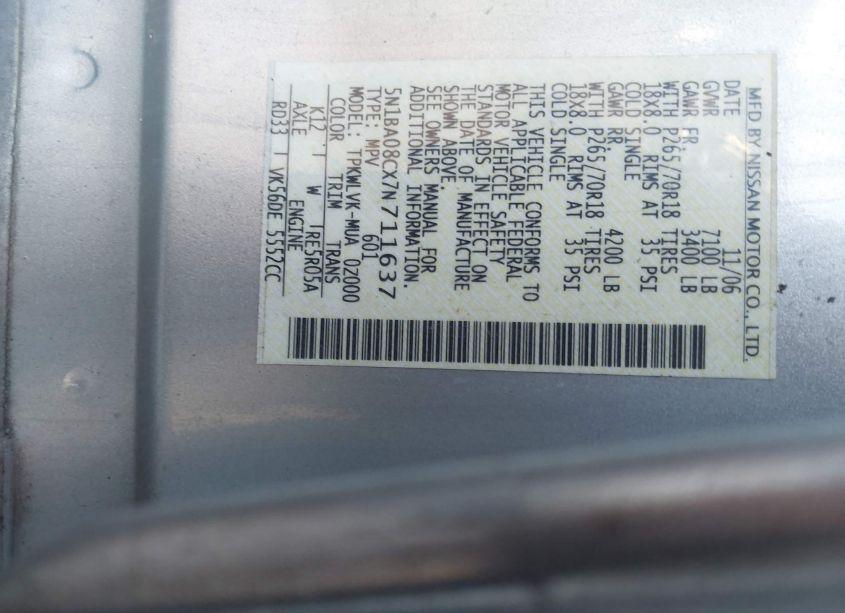 MFD BY NISSAN MOTOR CO., LTD.
DATE 11/06
GVWR 7100 LB
GAWR FR 3400 LB
WITH P265/70R18 TIRES
18X8.0 RIMS AT 35 PSI
COLD SINGLE
GAWR RR. 4200 LB
WITH P265/70R18 TIRES
18X8.0 RIMS AT 35 PSI
COLD SINGLE
THIS VEHICLE CONFORMS TO
ALL APPLICABLE FEDERAL
MOTOR VEHICLE SAFETY
STANDARDS IN EFFECT ON
THE DATE OF MANUFACTURE
SHOWN ABOVE.
SEE OWNERS MANUAL FOR
ADDITIONAL INFORMATION.
5N1BA08CX7N711637
TYPE: MPV 601
MODEL: TPKWLVK-MUA 0Z000
COLOR TRIM TRANS
K12 T W TRE5R05A
AXLE ENGINE
RD33 T VK56DE 5552CC